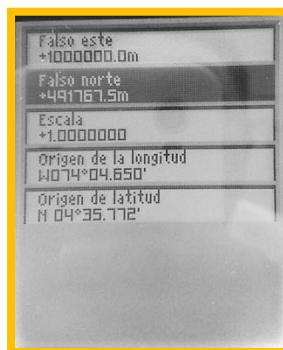 Falso este
+1000000.0m
Falso norte
+491767.5m
Escala
+1.0000000
Origen de la longitud
W074°04.650'
Origen de latitud
N 04°35.772'